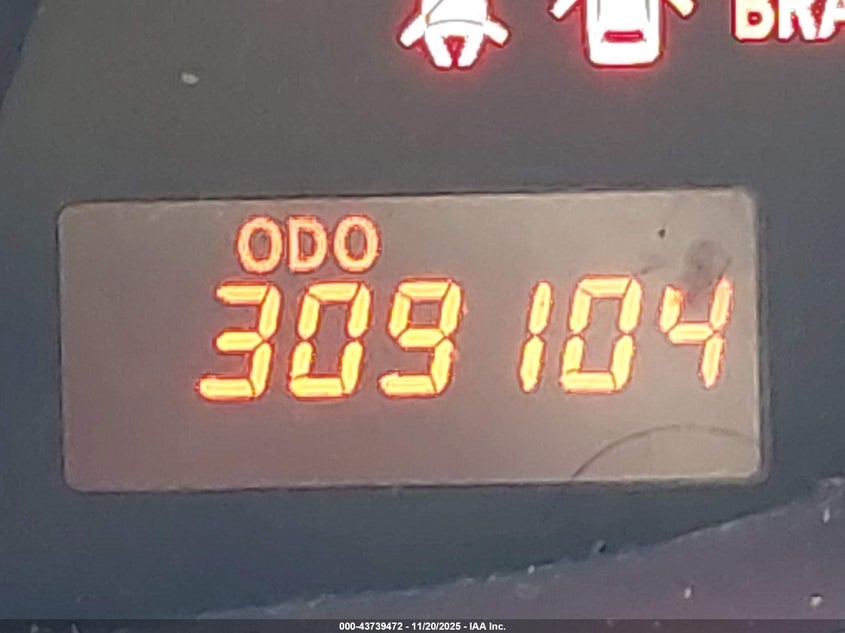 BRA
ODO
309104
000-43739472 - 11/20/2025 - IAA Inc.